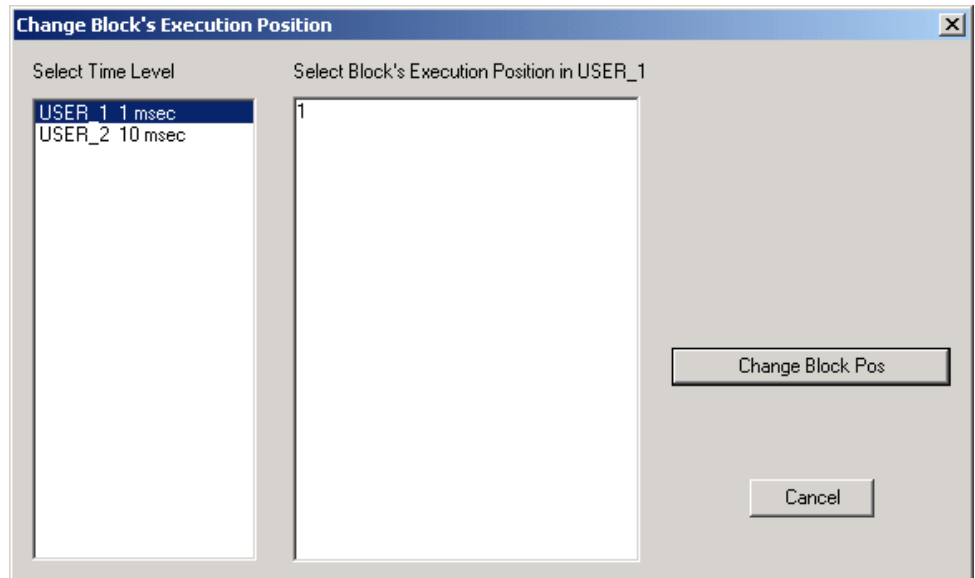 Change Block's Execution Position
Select Time Level
Select Block's Execution Position in USER_1
USER_1 1 msec
USER_2 10 msec
1
Change Block Pos
Cancel